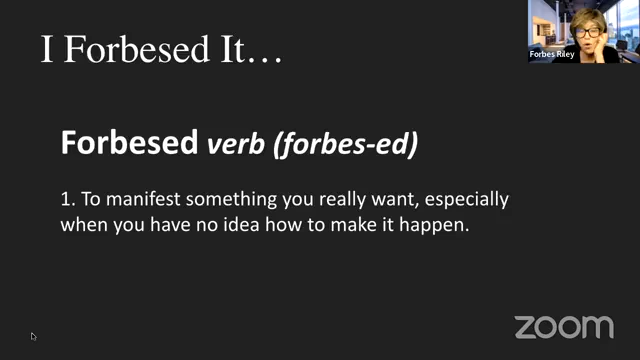 I Forbesed It…
Forbes Riley
Forbesed verb (forbes-ed)
1. To manifest something you really want, especially
when you have no idea how to make it happen.
zoom